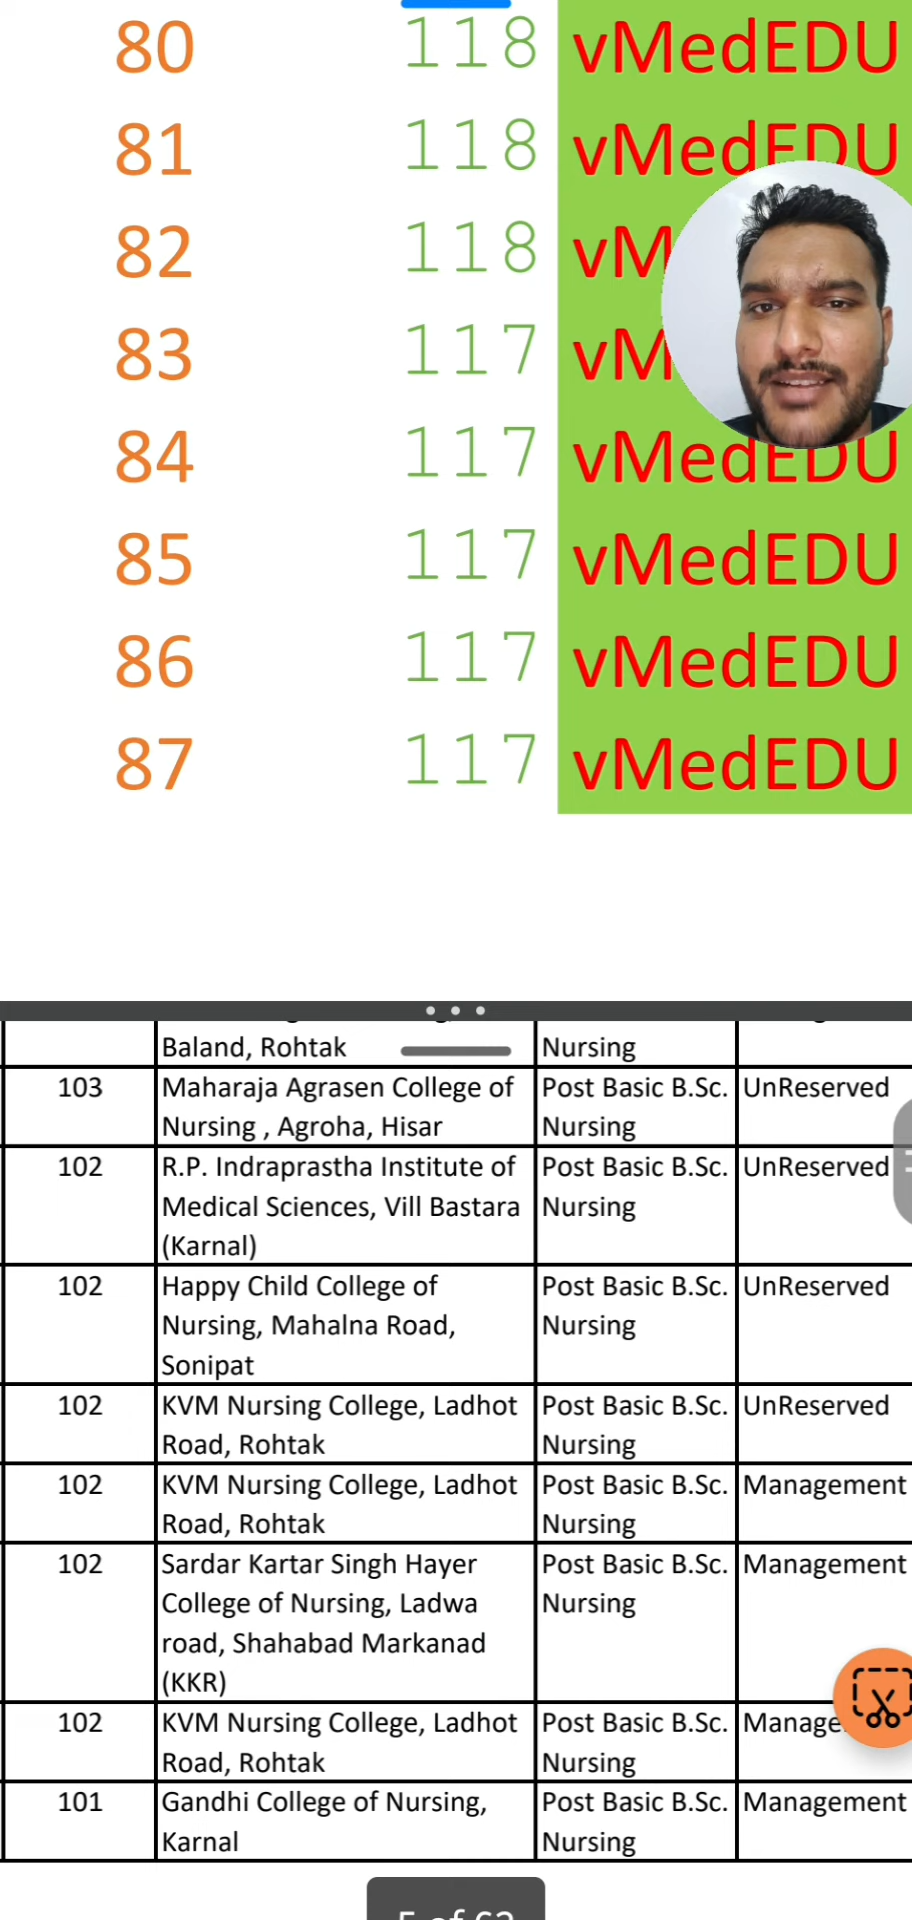 80 118 vMedEDU
81 118 vMedEDU
82 118 vM
83 117 vM
84 117 vMedEDU
85 117 vMedEDU
86 117 vMedEDU
87 117 vMedEDU
Baland, Rohtak Nursing
103 Maharaja Agrasen College of Post Basic B.Sc. UnReserved
Nursing , Agroha, Hisar Nursing
102 R.P. Indraprastha Institute of Post Basic B.Sc. UnReserved
Medical Sciences, Vill Bastara Nursing
(Karnal)
102 Happy Child College of Post Basic B.Sc. UnReserved
Nursing, Mahalna Road, Nursing
Sonipat
102 KVM Nursing College, Ladhot Post Basic B.Sc. UnReserved
Road, Rohtak Nursing
102 KVM Nursing College, Ladhot Post Basic B.Sc. Management
Road, Rohtak Nursing
102 Sardar Kartar Singh Hayer Post Basic B.Sc. Management
College of Nursing, Ladwa Nursing
road, Shahabad Markanad
(KKR)
102 KVM Nursing College, Ladhot Post Basic B.Sc. Manage
Road, Rohtak Nursing
101 Gandhi College of Nursing, Post Basic B.Sc. Management
Karnal Nursing